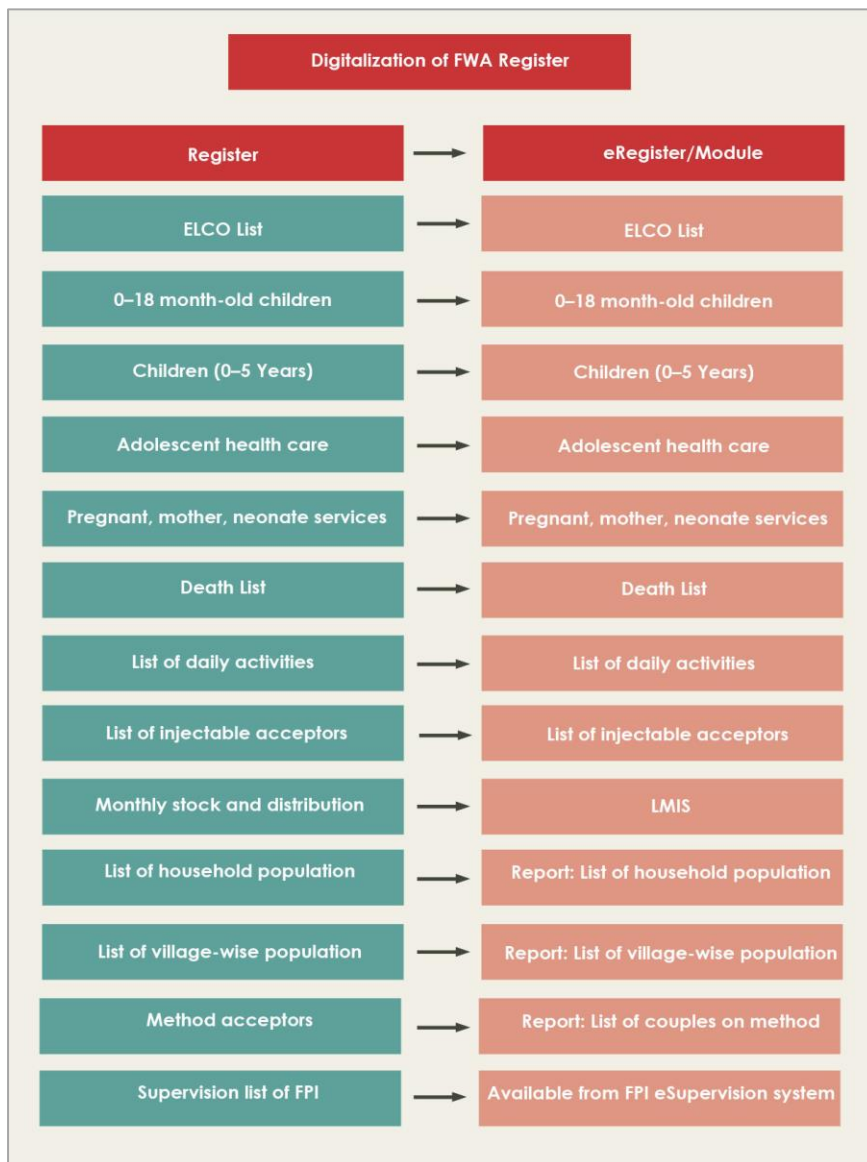 Digitalization of FWA Register
Register
eRegister/Module
ELCO List
ELCO List
0–18 month-old children
0–18 month-old children
Children (0–5 Years)
Children (0–5 Years)
Adolescent health care
Adolescent health care
Pregnant, mother, neonate services
Pregnant, mother, neonate services
Death List
Death List
List of daily activities
List of daily activities
List of injectable acceptors
List of injectable acceptors
Monthly stock and distribution
LMIS
List of household population
Report: List of household population
List of village-wise population
Report: List of village-wise population
Method acceptors
Report: List of couples on method
Supervision list of FPI
Available from FPI eSupervision system